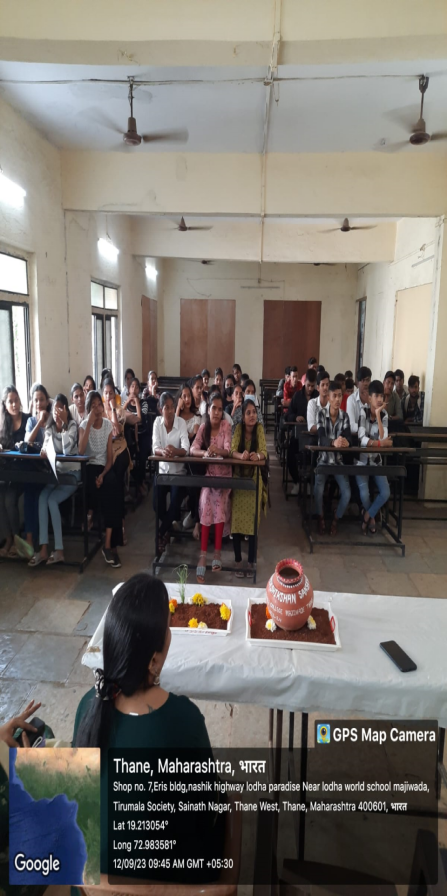 GPS Map Camera
Thane, Maharashtra, भारत
Shop no. 7,Eris bldg,nashik highway lodha paradise Near lodha world school majiwada,
Tirumala Society, Sainath Nagar, Thane West, Thane, Maharashtra 400601, भारत
Lat 19.213054°
Long 72.983581°
12/09/23 09:45 AM GMT +05:30
Google